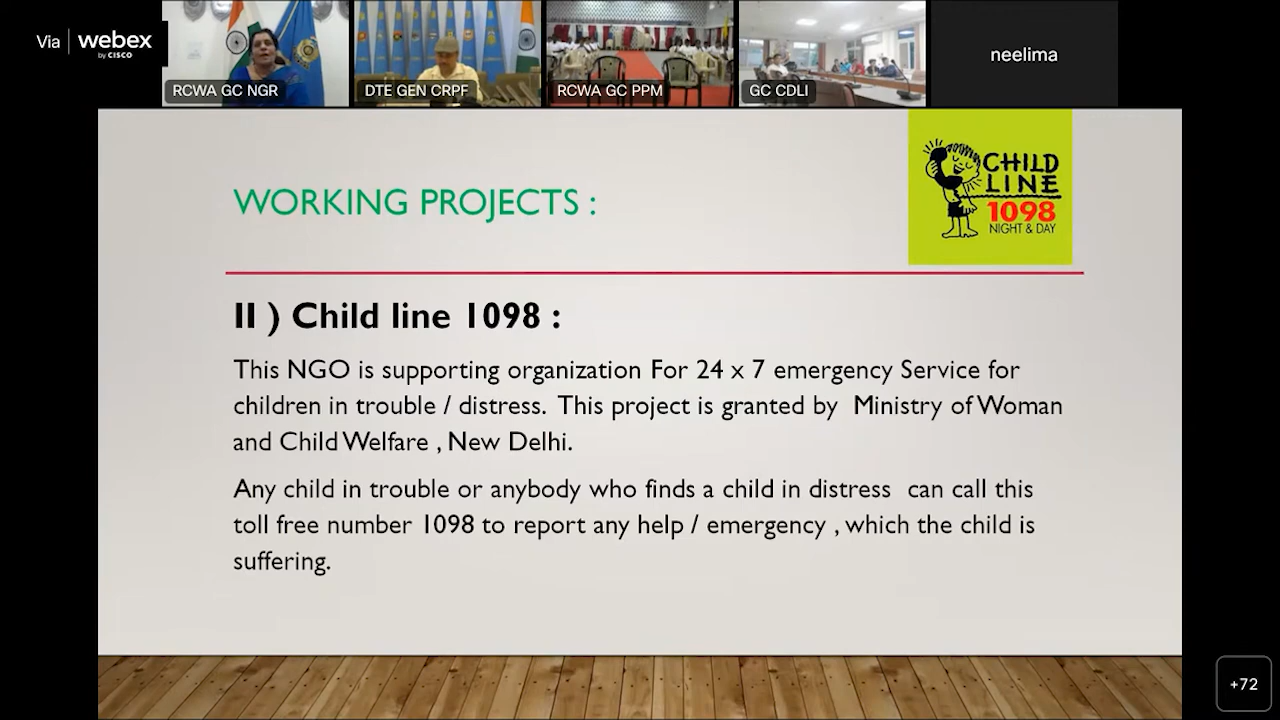 Via webex
by CISCO
RCWA GC NGR
DTE GEN CRPF
RCWA GC PPM
GC CDLI
neelima
WORKING PROJECTS :
CHILD
LINE
1098
NIGHT & DAY
II ) Child line 1098 :
This NGO is supporting organization For 24 x 7 emergency Service for
children in trouble / distress. This project is granted by Ministry of Woman
and Child Welfare , New Delhi.
Any child in trouble or anybody who finds a child in distress can call this
toll free number 1098 to report any help / emergency , which the child is
suffering.
+72